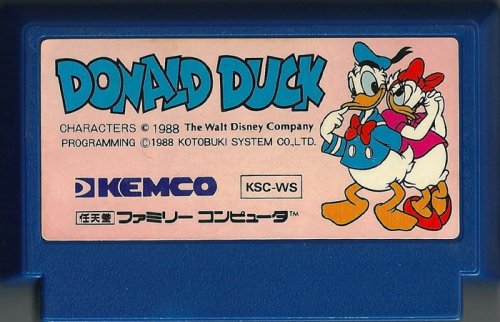 DONALD DUCK
CHARACTERS © 1988 The Walt Disney Company
PROGRAMMING ©1988 KOTOBUKI SYSTEM CO.,LTD.
KEMCO KSC-WS
任天堂 ファミリー コンピュータ™